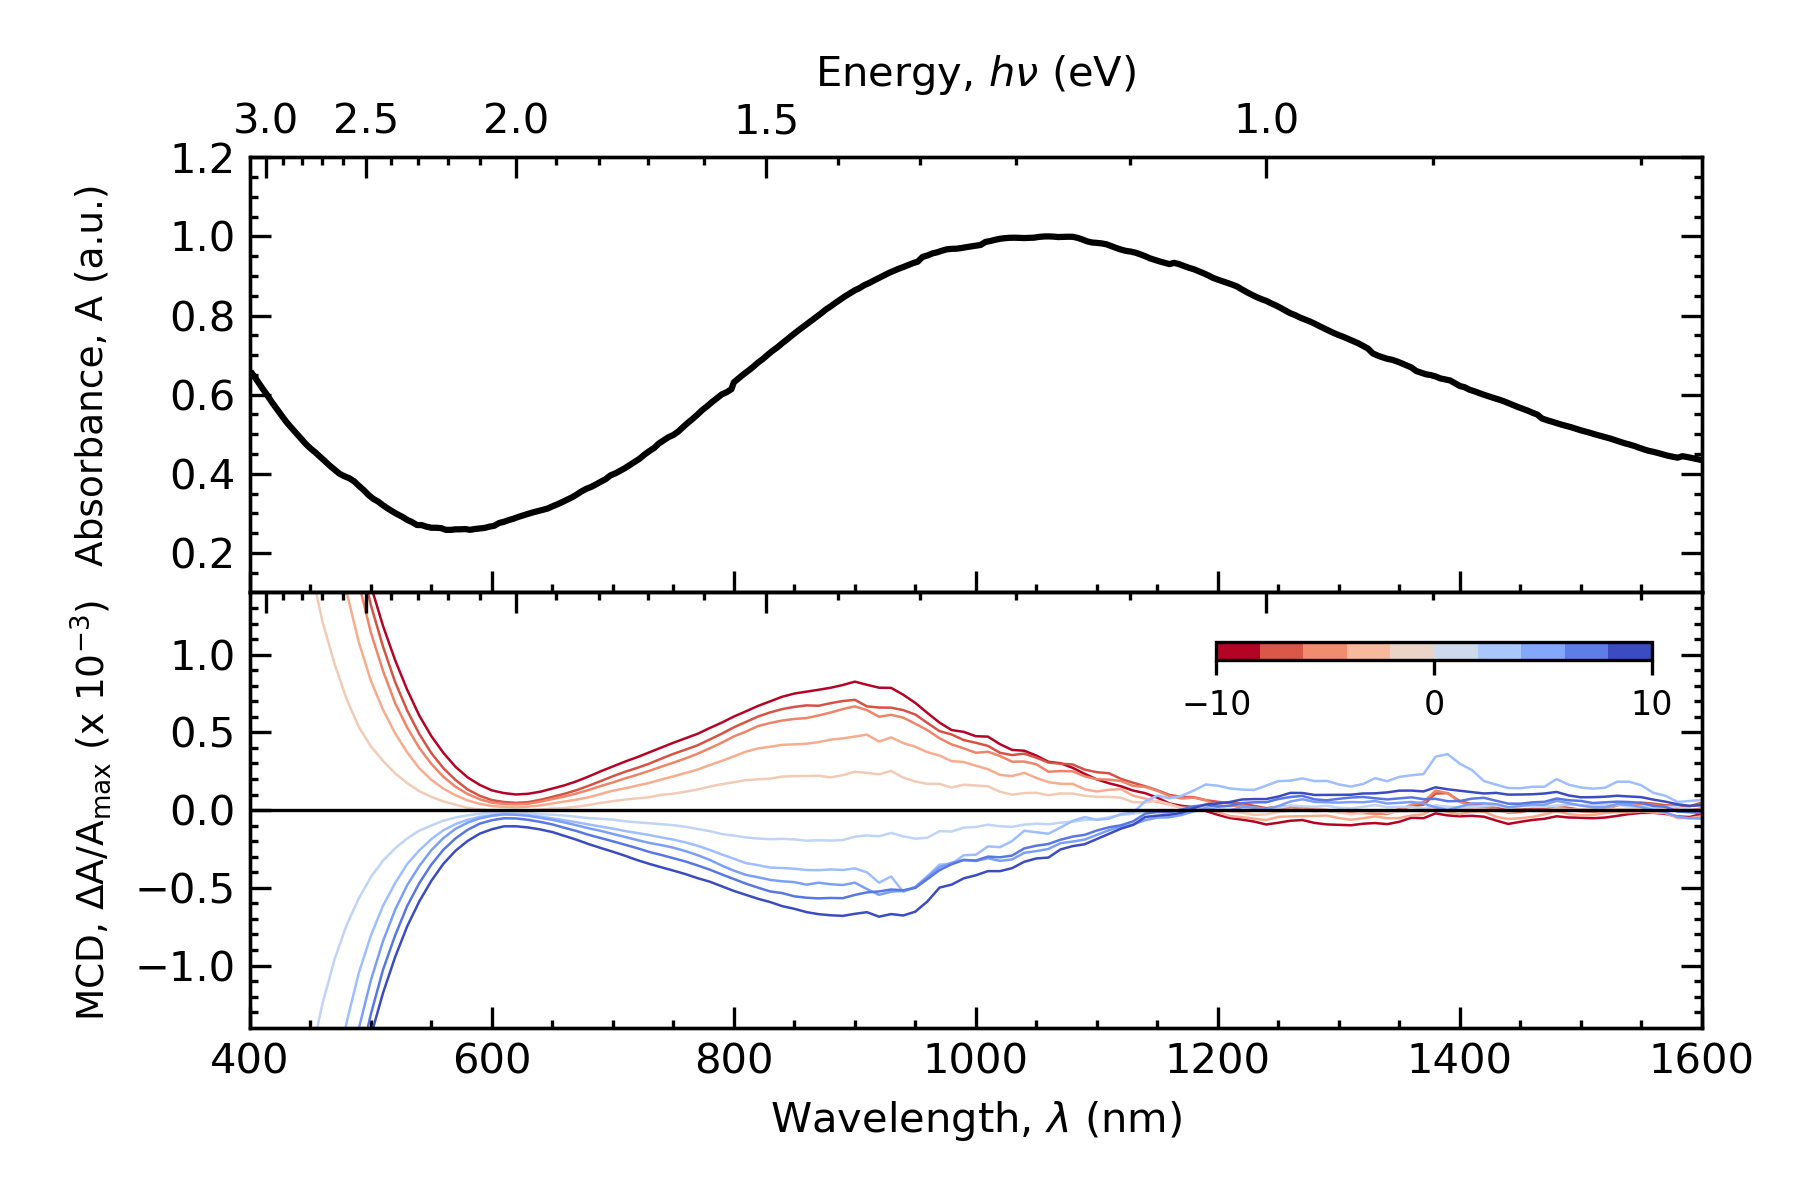 Energy, hν (eV)
3.0 2.5 2.0 1.5 1.0
1.2
1.0
0.8
0.6
0.4
0.2
Absorbance, A (a.u.)
1.0
0.5
0.0
−0.5
−1.0
MCD, ΔA/Amax (x 10−3)
−10 0 10
400 600 800 1000 1200 1400 1600
Wavelength, λ (nm)